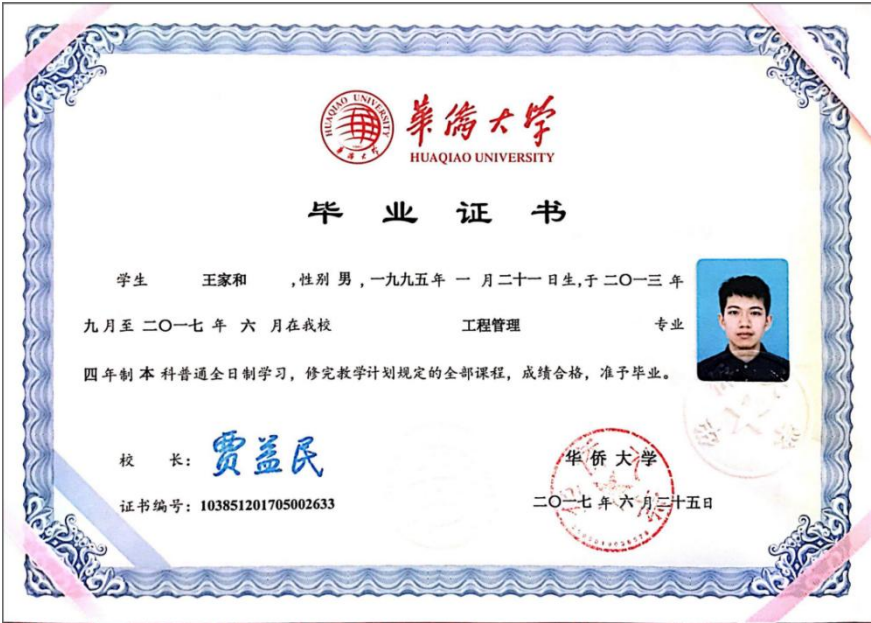 華僑大学
HUAQIAO UNIVERSITY
毕业证书
学生 王家和 ,性别 男 , 一九九五年 一 月二十一日生,于二〇一三 年
九月至 二〇一七 年 六 月在我校 工程管理 专业
四年制 本 科普通全日制学习，修完教学计划规定的全部课程，成绩合格，准予毕业。
校 长： 贾益民
华 侨 大 学
证书编号：103851201705002633
二〇一七 年 六 月二十五日